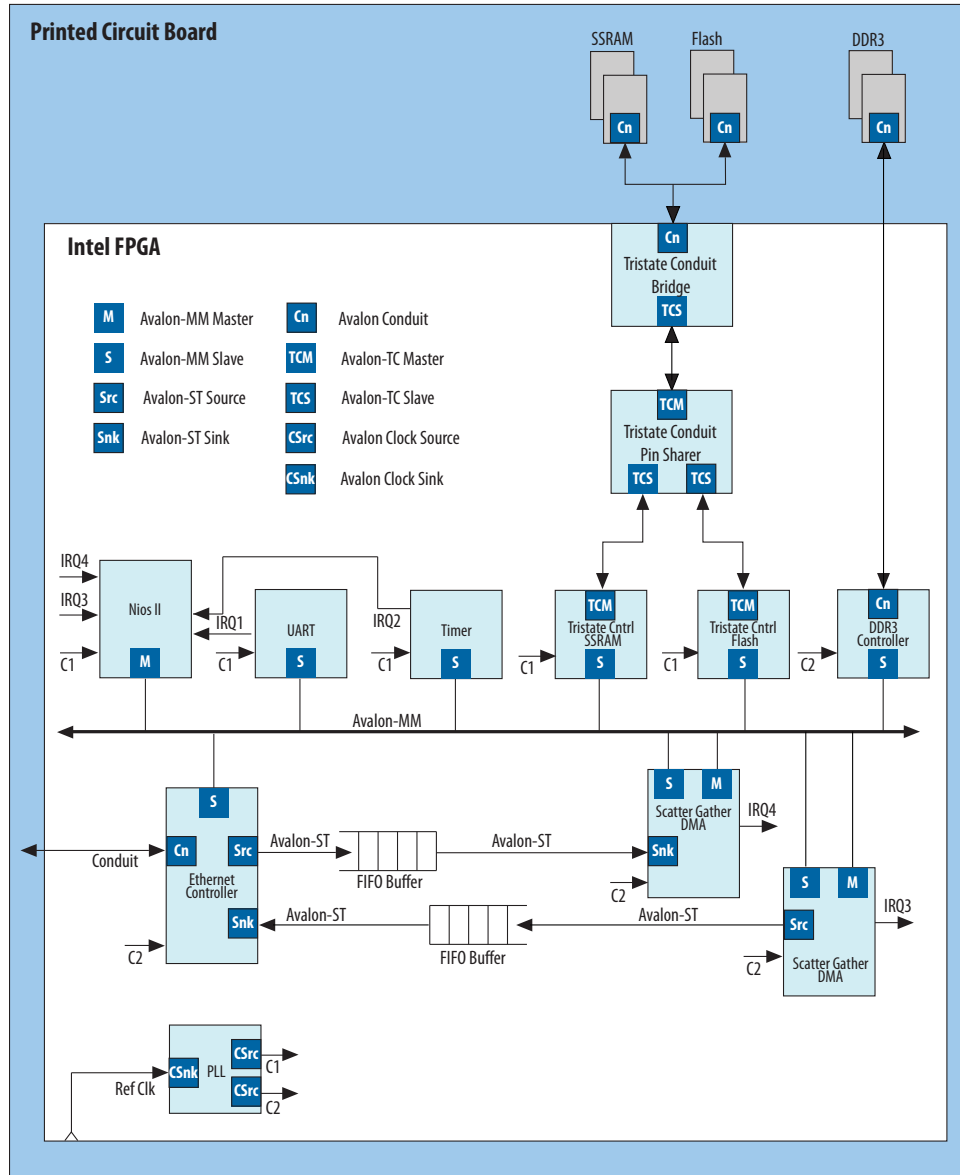 Printed Circuit Board
SSRAM
Flash
DDR3
Cn
Cn
Cn
Intel FPGA
Cn
Tristate Conduit
Bridge
TCS
M
Avalon-MM Master
Cn
Avalon Conduit
S
Avalon-MM Slave
TCM
Avalon-TC Master
Src
Avalon-ST Source
TCS
Avalon-TC Slave
Snk
Avalon-ST Sink
CSrc
Avalon Clock Source
CSnk
Avalon Clock Sink
TCM
Tristate Conduit
Pin Sharer
TCS
TCS
IRQ4
IRQ3
C1
Nios II
M
IRQ1
C1
UART
S
IRQ2
C1
Timer
S
C1
TCM
Tristate Cntrl
SSRAM
S
C1
TCM
Tristate Cntrl
Flash
S
C2
Cn
DDR3
Controller
S
Avalon-MM
S
Cn
Src
Ethernet
Controller
Snk
Conduit
C2
Avalon-ST
FIFO Buffer
Avalon-ST
S
M
Scatter Gather
DMA
Snk
IRQ4
C2
Avalon-ST
FIFO Buffer
Avalon-ST
S
M
Src
Scatter Gather
DMA
IRQ3
C2
CSnk
PLL
CSrc
C1
CSrc
C2
Ref Clk